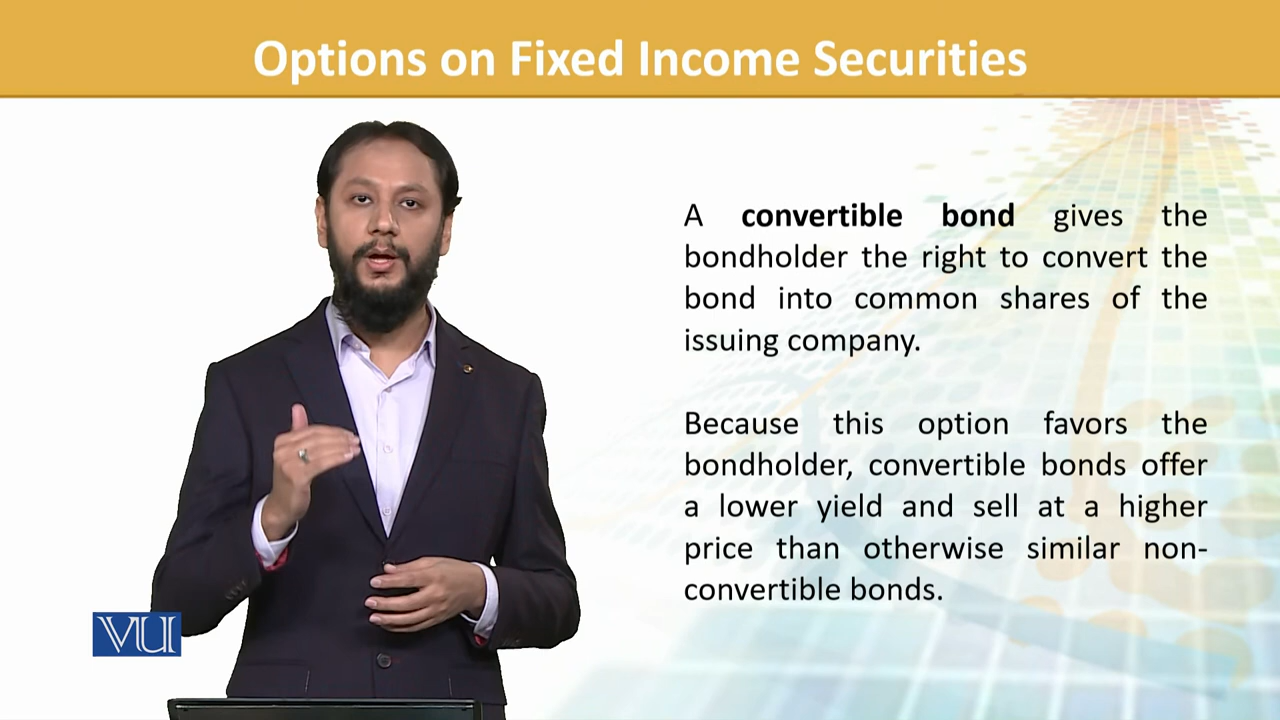 Options on Fixed Income Securities
A convertible bond gives the
bondholder the right to convert the
bond into common shares of the
issuing company.
Because this option favors the
bondholder, convertible bonds offer
a lower yield and sell at a higher
price than otherwise similar non-
convertible bonds.
VU